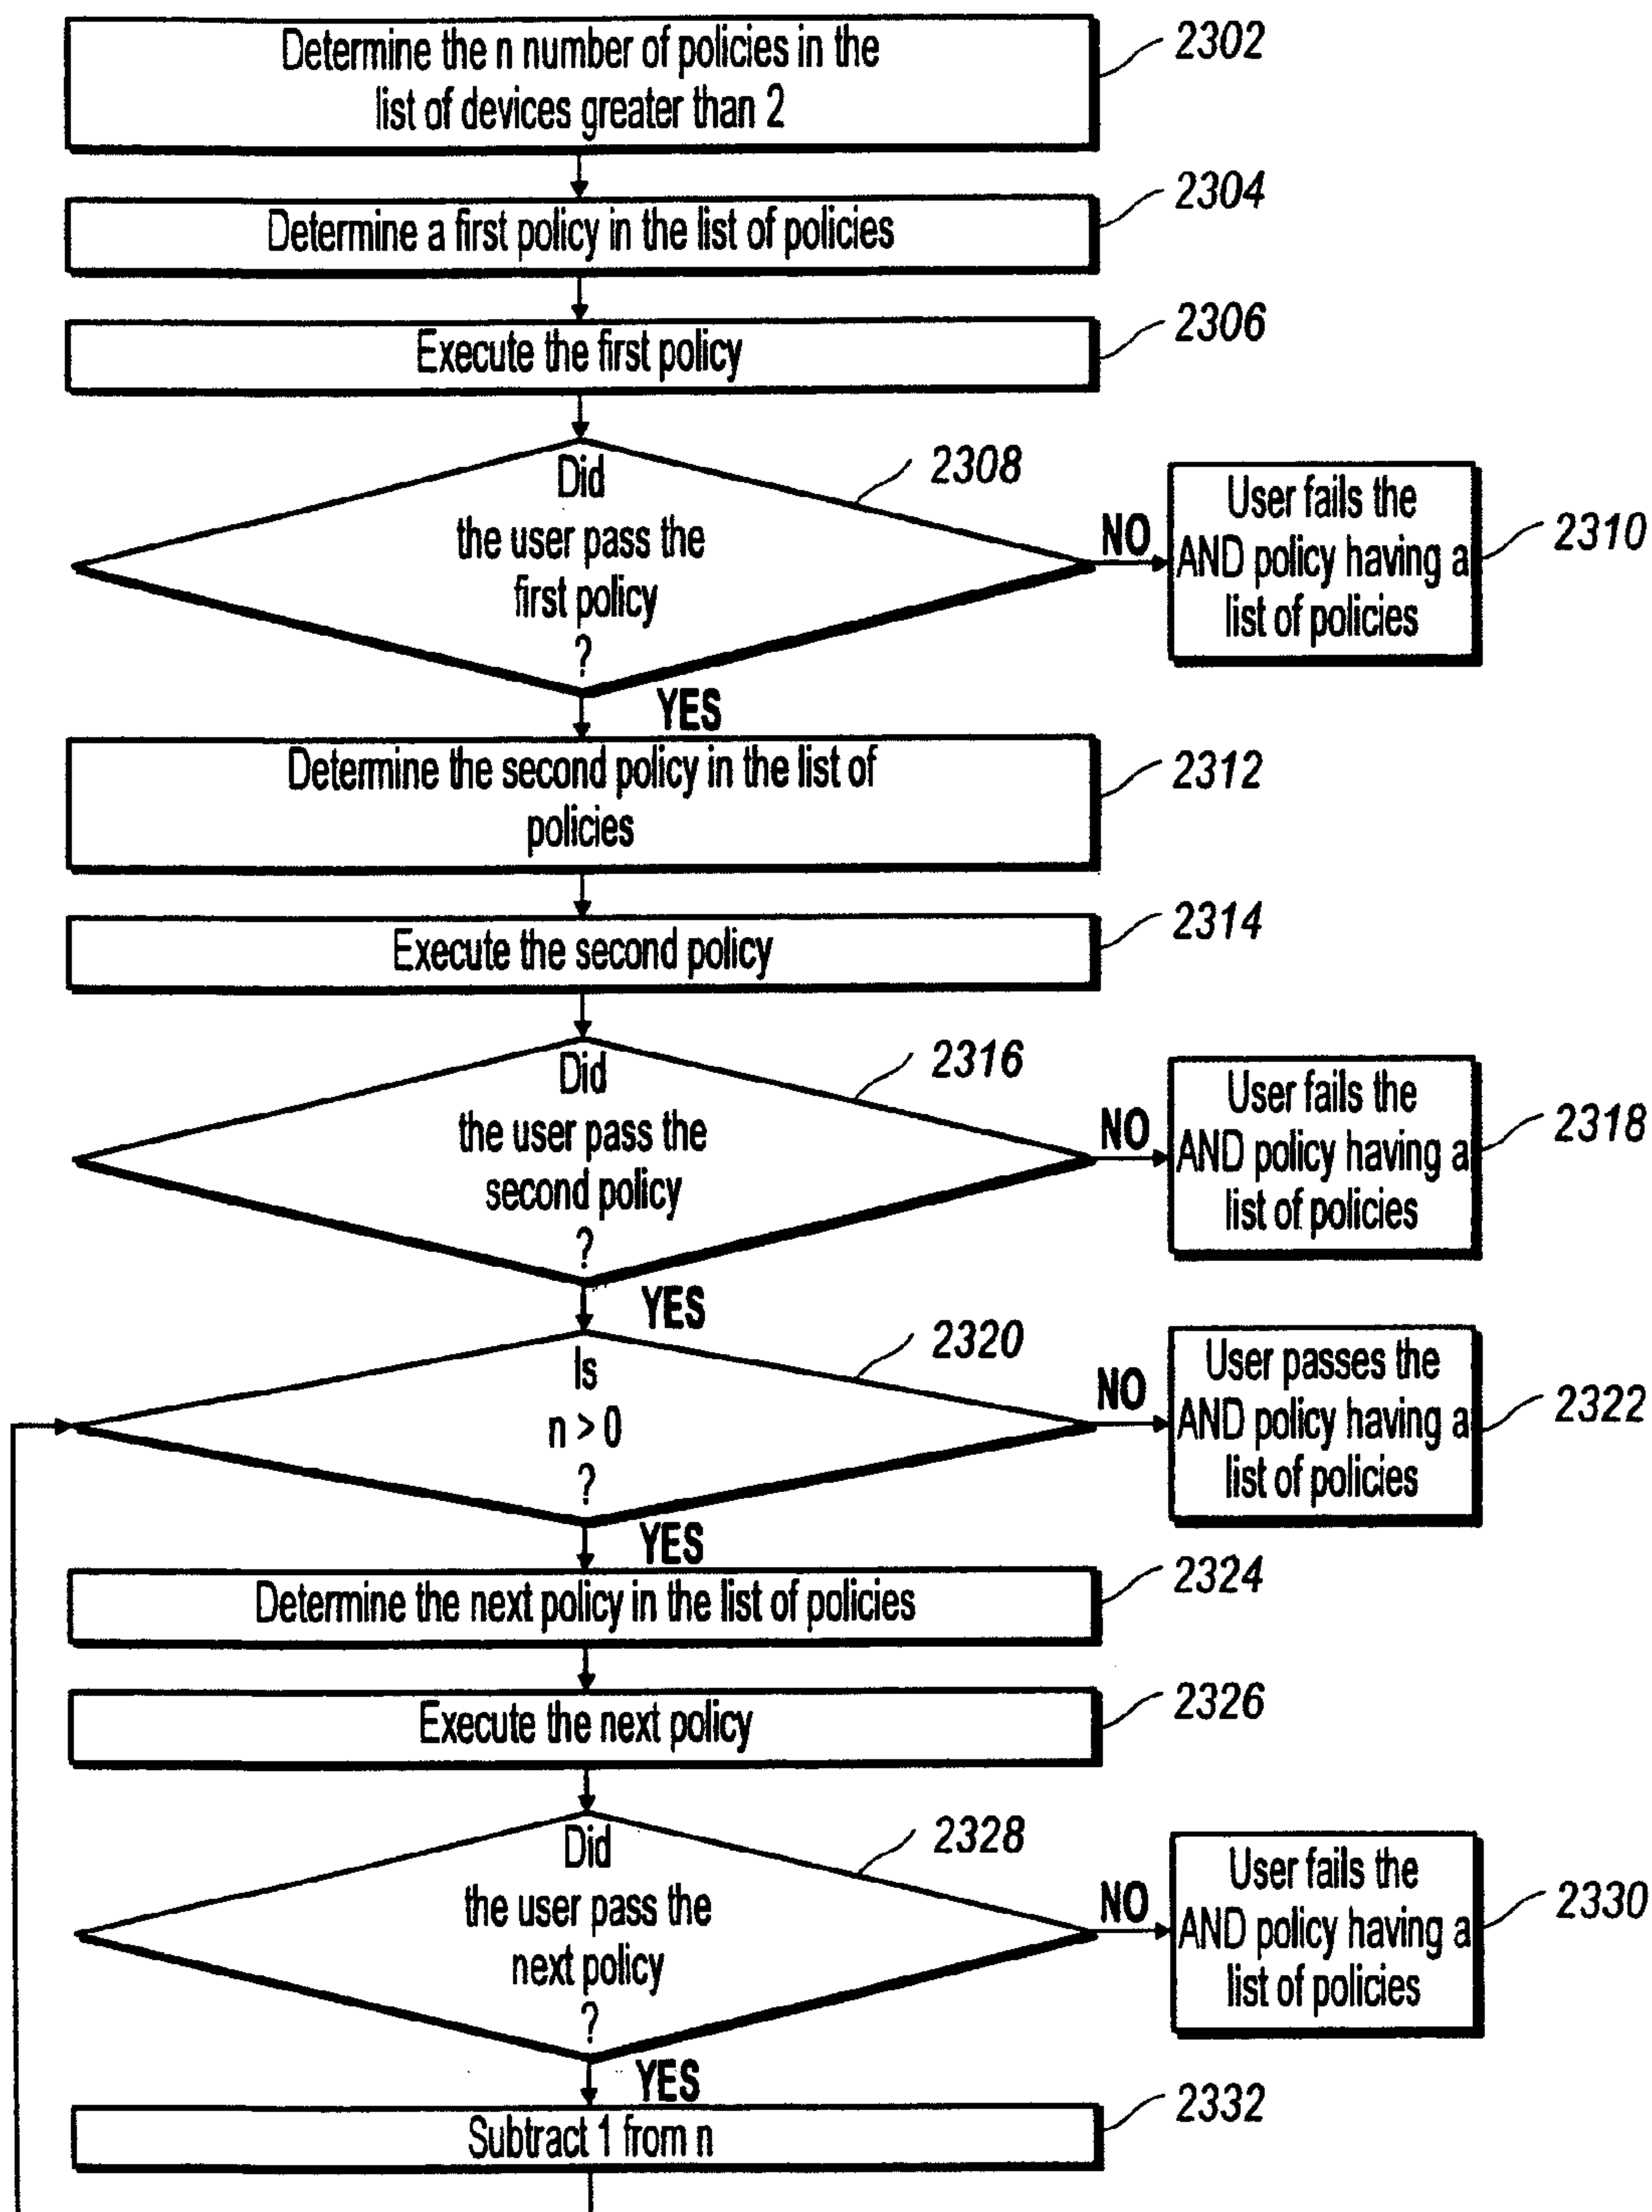 Determine the n number of policies in the
list of devices greater than 2
2302
Determine a first policy in the list of policies
2304
Execute the first policy
2306
Did
the user pass the
first policy
?
2308
NO
User fails the
AND policy having a
list of policies
2310
YES
Determine the second policy in the list of
policies
2312
Execute the second policy
2314
Did
the user pass the
second policy
?
2316
NO
User fails the
AND policy having a
list of policies
2318
YES
Is
n > 0
?
2320
NO
User passes the
AND policy having a
list of policies
2322
YES
Determine the next policy in the list of policies
2324
Execute the next policy
2326
Did
the user pass the
next policy
?
2328
NO
User fails the
AND policy having a
list of policies
2330
YES
Subtract 1 from n
2332